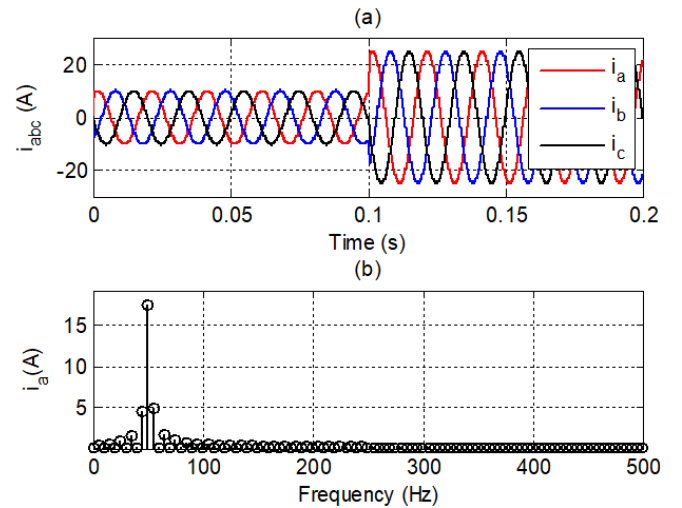 (a)
i_abc (A)
20
0
-20
i_a
i_b
i_c
0 0.05 0.1 0.15 0.2
Time (s)
(b)
i_a(A)
15
10
5
0 100 200 300 400 500
Frequency (Hz)